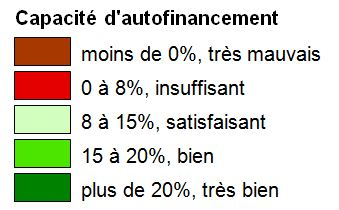 Capacité d'autofinancement
moins de 0%, très mauvais
0 à 8%, insuffisant
8 à 15%, satisfaisant
15 à 20%, bien
plus de 20%, très bien